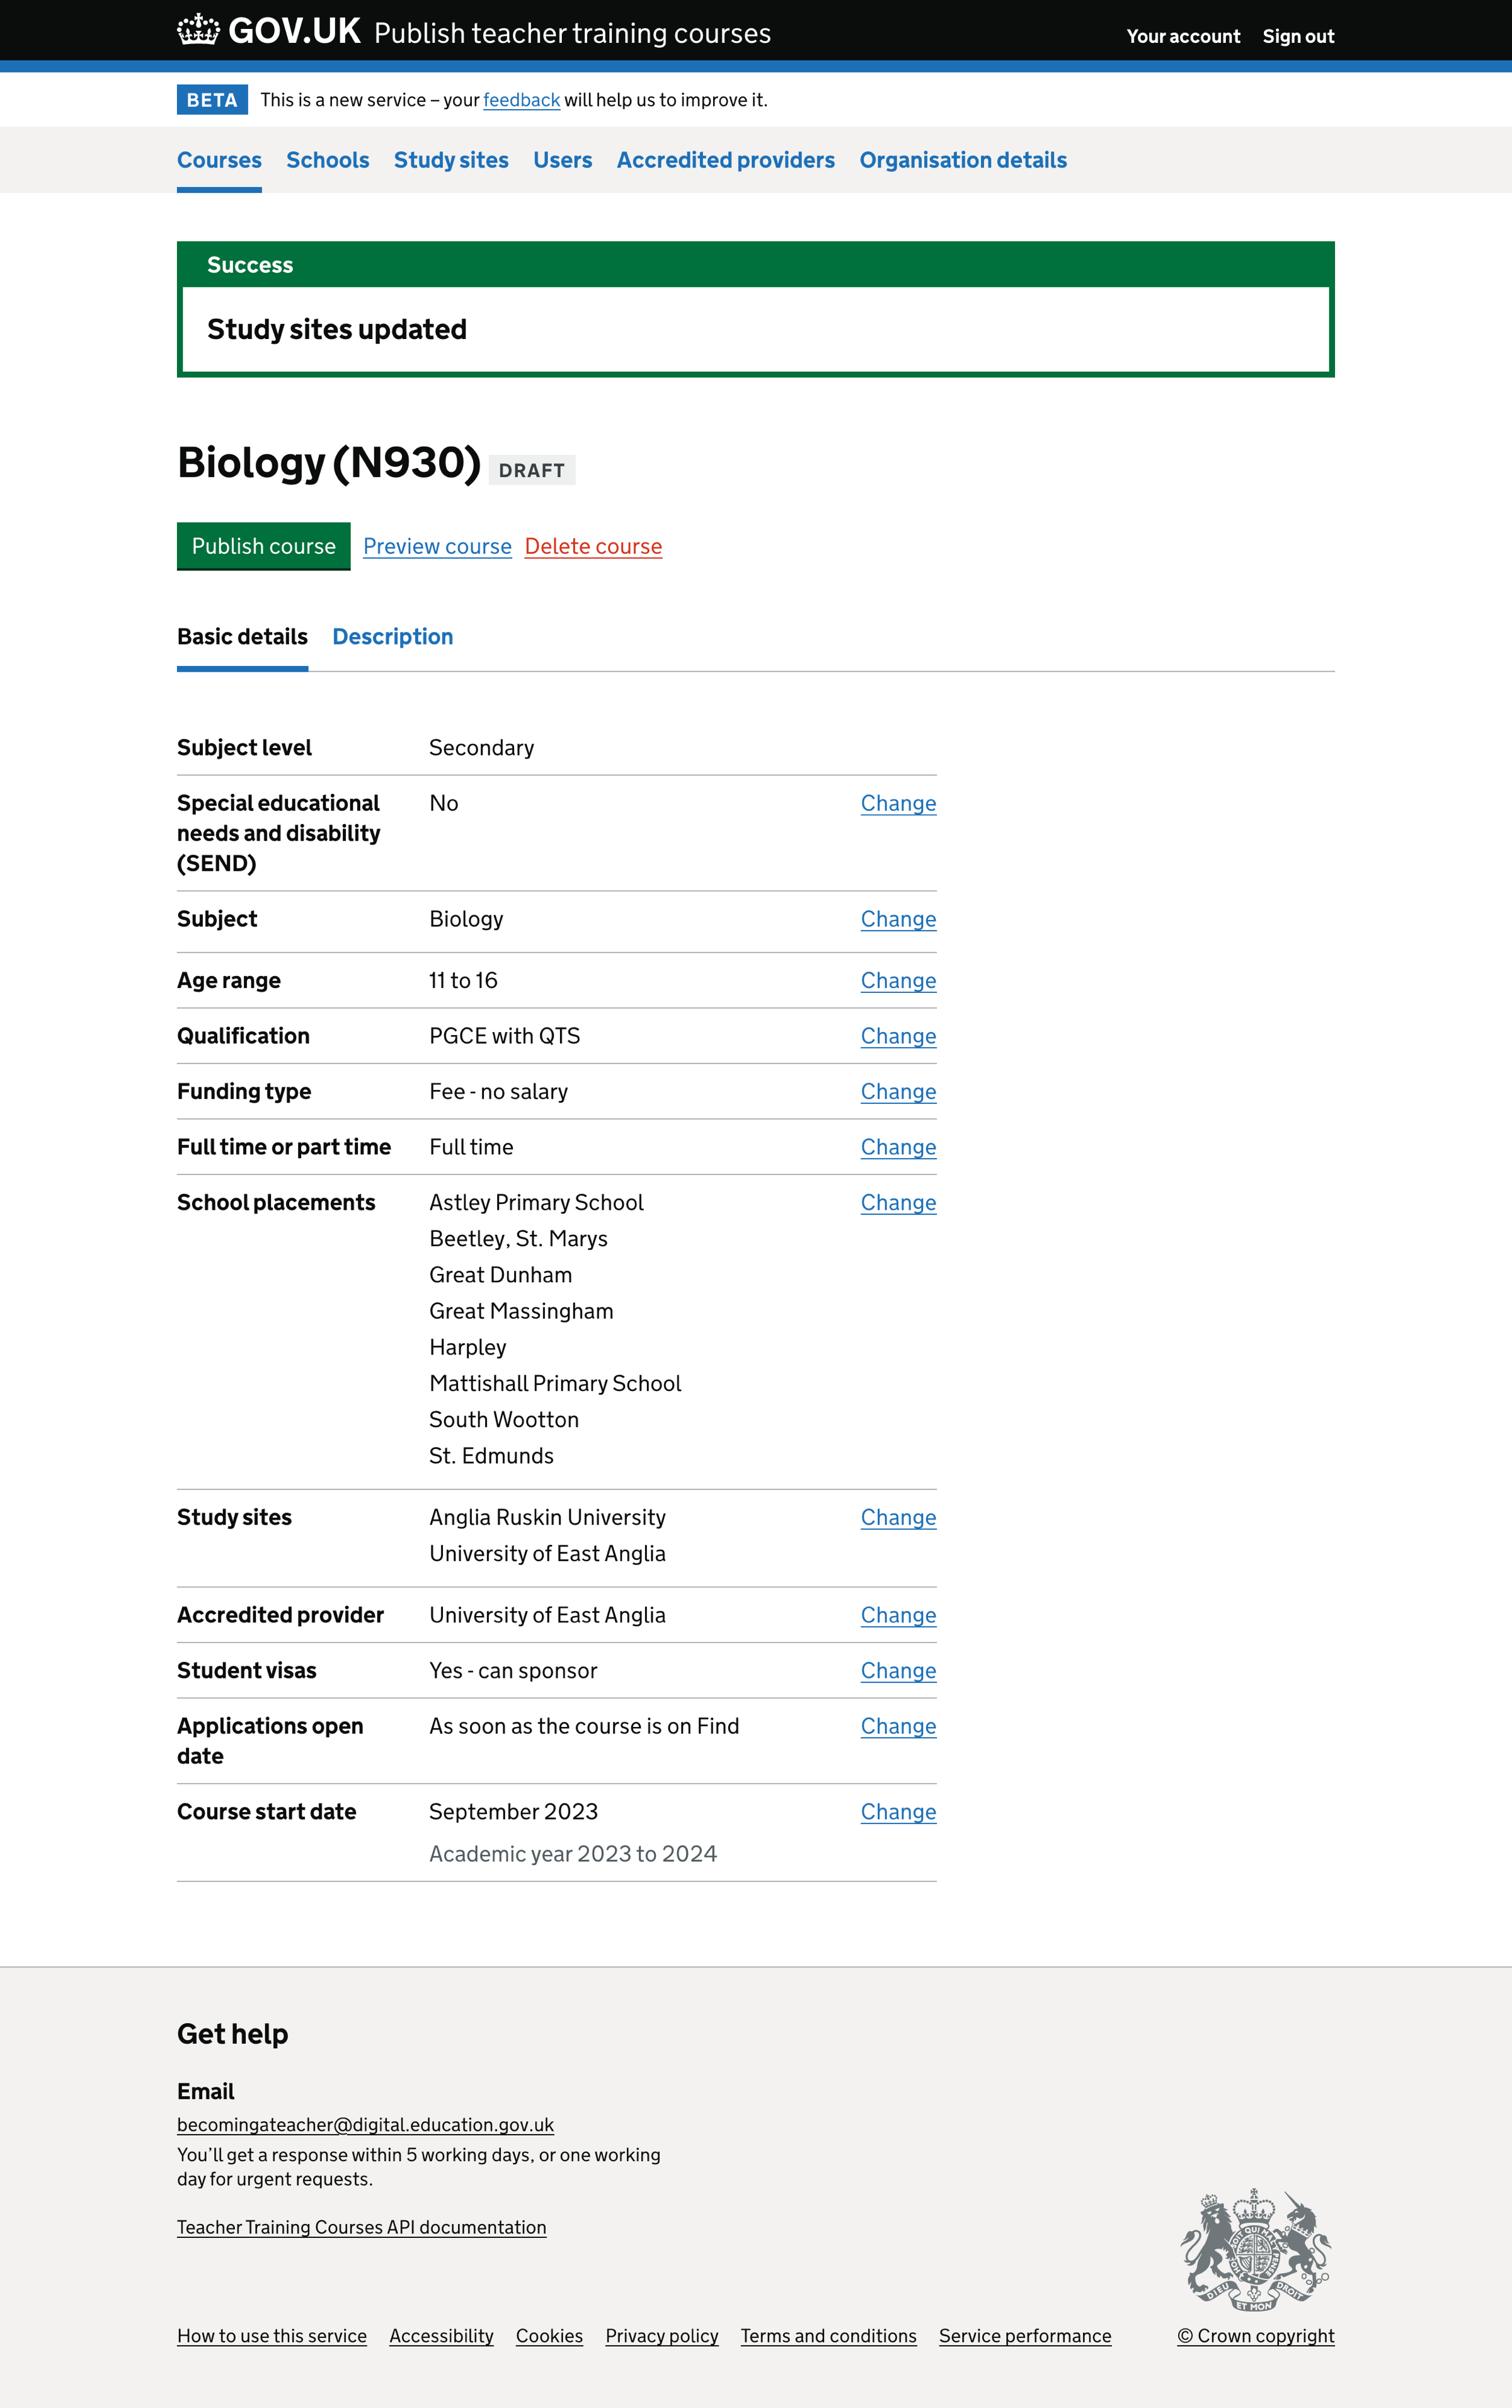 GOV.UK Publish teacher training courses
Your account Sign out
BETA This is a new service – your feedback will help us to improve it.
Courses Schools Study sites Users Accredited providers Organisation details
Success
Study sites updated
Biology (N930) DRAFT
Publish course Preview course Delete course
Basic details Description
Subject level Secondary
Special educational No Change
needs and disability
(SEND)
Subject Biology Change
Age range 11 to 16 Change
Qualification PGCE with QTS Change
Funding type Fee - no salary Change
Full time or part time Full time Change
School placements Astley Primary School Change
Beetley, St. Marys
Great Dunham
Great Massingham
Harpley
Mattishall Primary School
South Wootton
St. Edmunds
Study sites Anglia Ruskin University Change
University of East Anglia
Accredited provider University of East Anglia Change
Student visas Yes - can sponsor Change
Applications open As soon as the course is on Find Change
date
Course start date September 2023 Change
Academic year 2023 to 2024
Get help
Email
becomingateacher@digital.education.gov.uk
You’ll get a response within 5 working days, or one working
day for urgent requests.
Teacher Training Courses API documentation
DIEU ET MON DROIT
How to use this service Accessibility Cookies Privacy policy Terms and conditions Service performance © Crown copyright